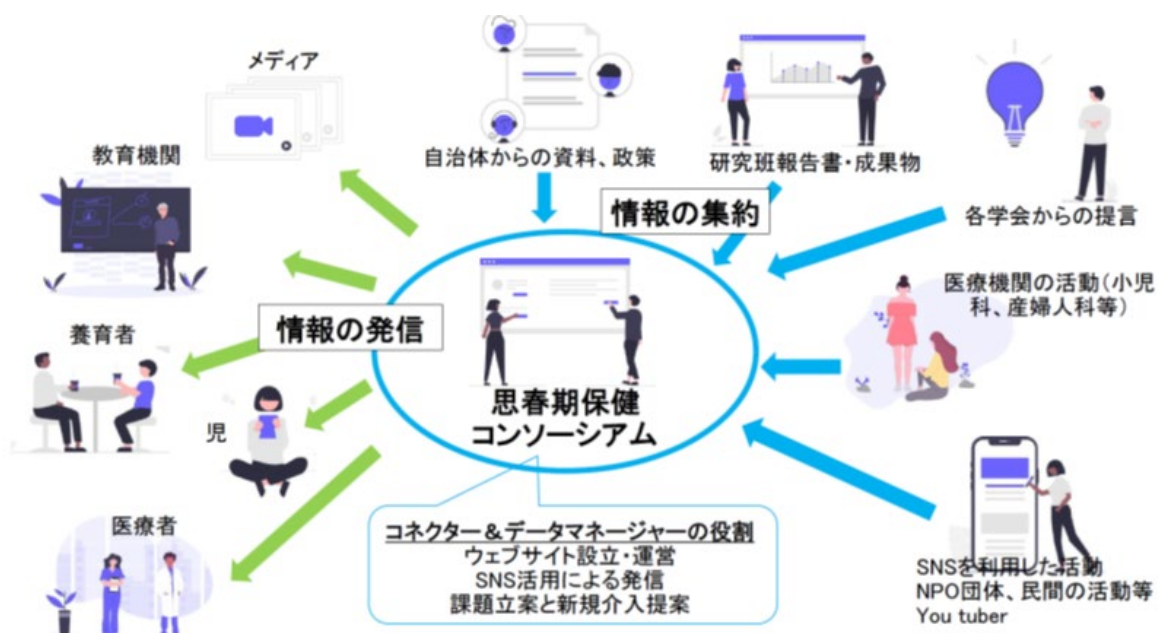 メディア
教育機関
自治体からの資料、政策
研究班報告書・成果物
情報の集約
各学会からの提言
医療機関の活動(小児
科、産婦人科等)
養育者
情報の発信
思春期保健
コンソーシアム
児
医療者
コネクター＆データマネージャーの役割
ウェブサイト設立・運営
SNS活用による発信
課題立案と新規介入提案
SNSを利用した活動
NPO団体、民間の活動等
You tuber